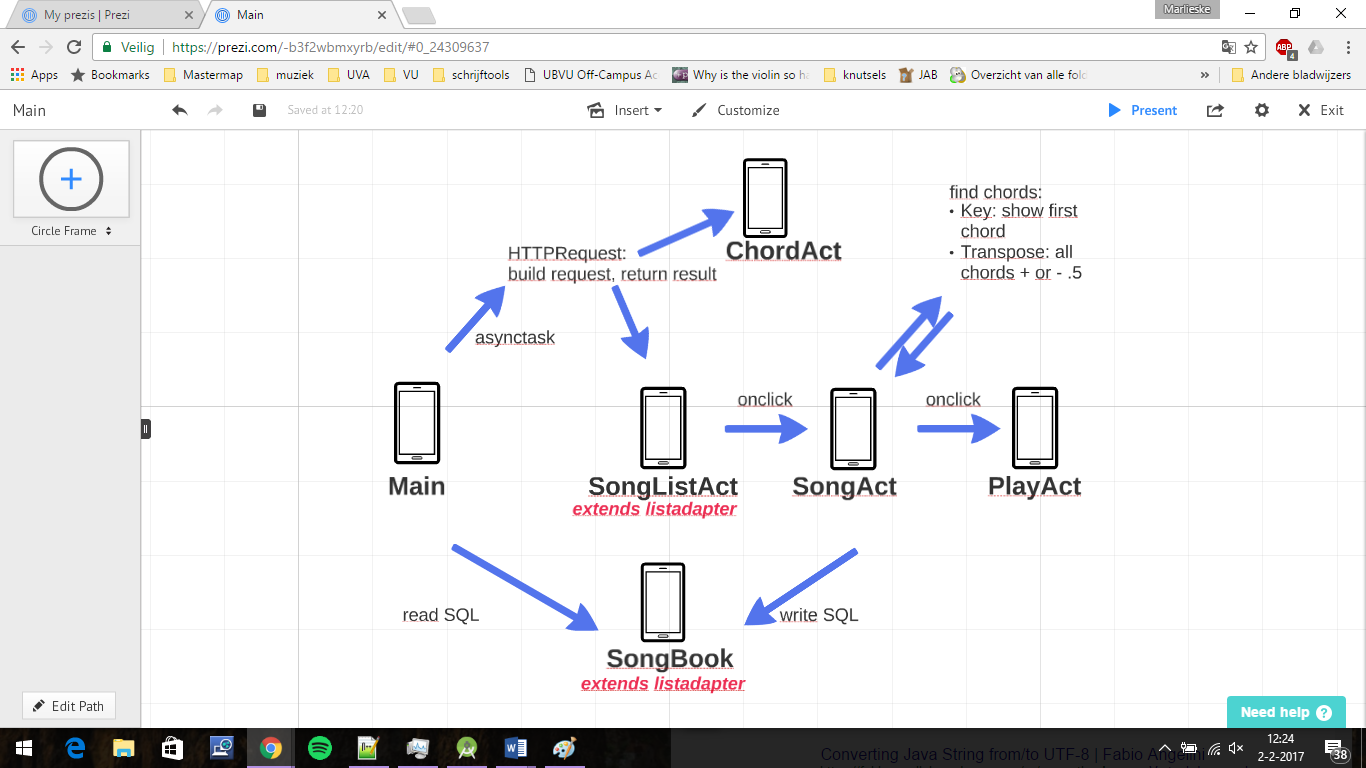 My prezis | Prezi
Main
Marlieske
Veilig
https://prezi.com/-b3f2wbmxyrb/edit/#0_24309637
ABP
4
Apps
Bookmarks
Mastermap
muziek
UVA
VU
schrijftools
UBVU Off-Campus Ac
Why is the violin so ha
knutsels
JAB
Overzicht van alle fold
»
Andere bladwijzers
Main
Saved at 12:20
Insert
Customize
Present
Exit
Circle Frame
Edit Path
ChordAct
find chords:
• Key: show first
chord
• Transpose: all
chords + or - .5
HTTPRequest:
build request, return result
asynctask
onclick
onclick
Main
SongListAct
extends listadapter
SongAct
PlayAct
read SQL
write SQL
SongBook
extends listadapter
Need help ?
Converting Java String from/to UTF-8 | Fabio Angelini
12:24
2-2-2017
38